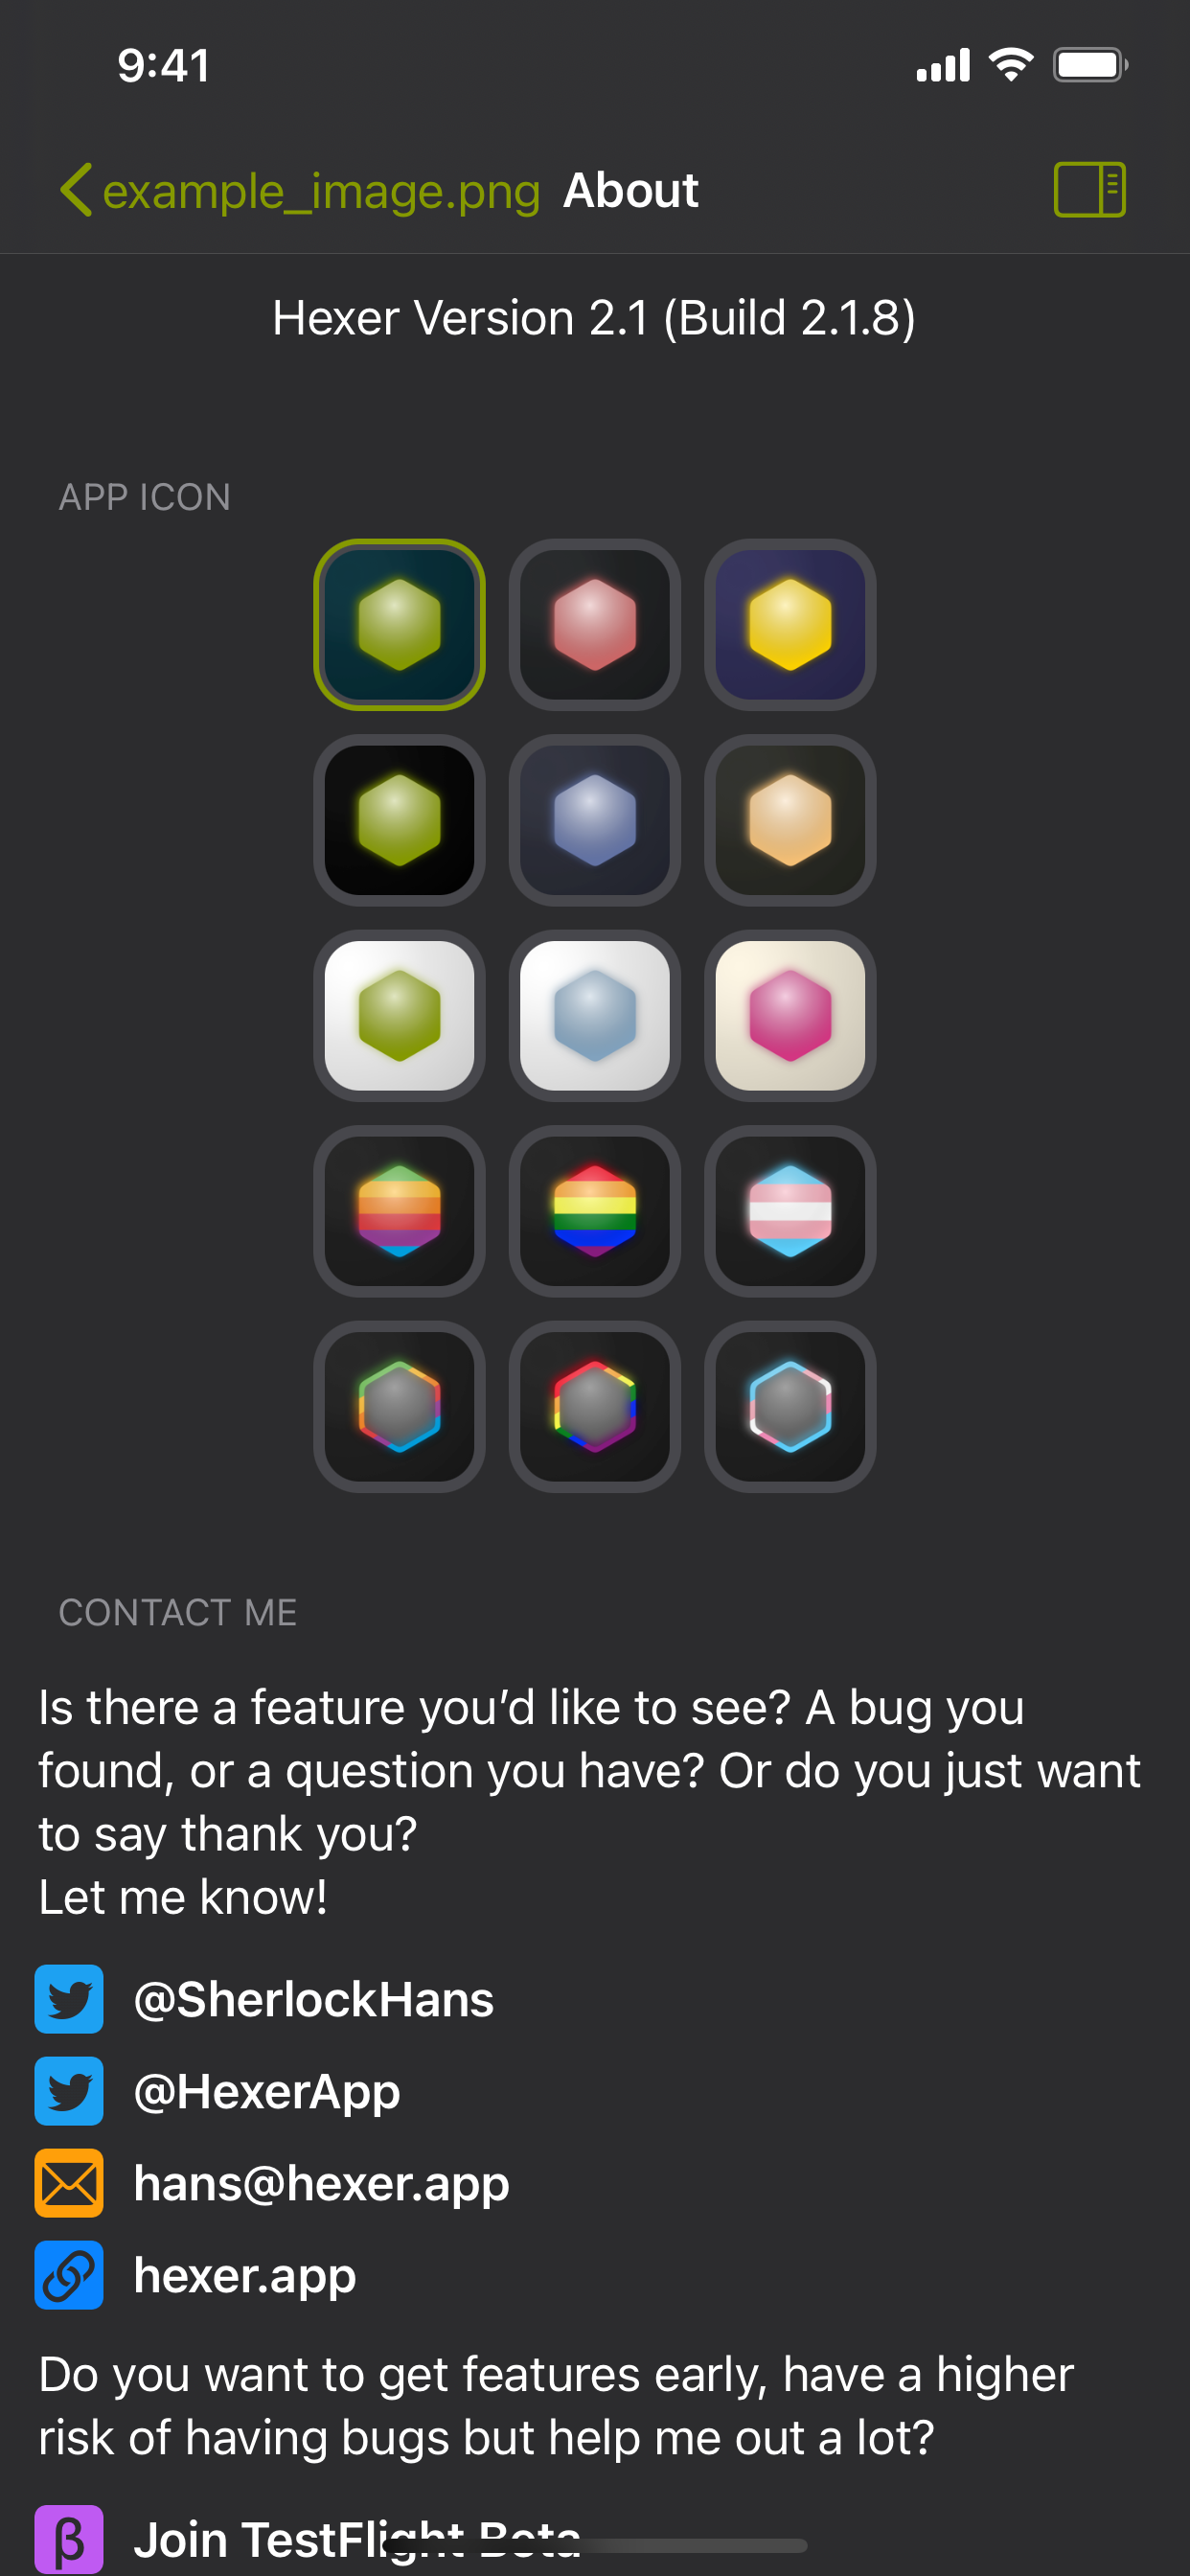 9:41
example_image.png About
Hexer Version 2.1 (Build 2.1.8)
APP ICON
CONTACT ME
Is there a feature you’d like to see? A bug you
found, or a question you have? Or do you just want
to say thank you?
Let me know!
@SherlockHans
@HexerApp
hans@hexer.app
hexer.app
Do you want to get features early, have a higher
risk of having bugs but help me out a lot?
β Join TestFlight Beta